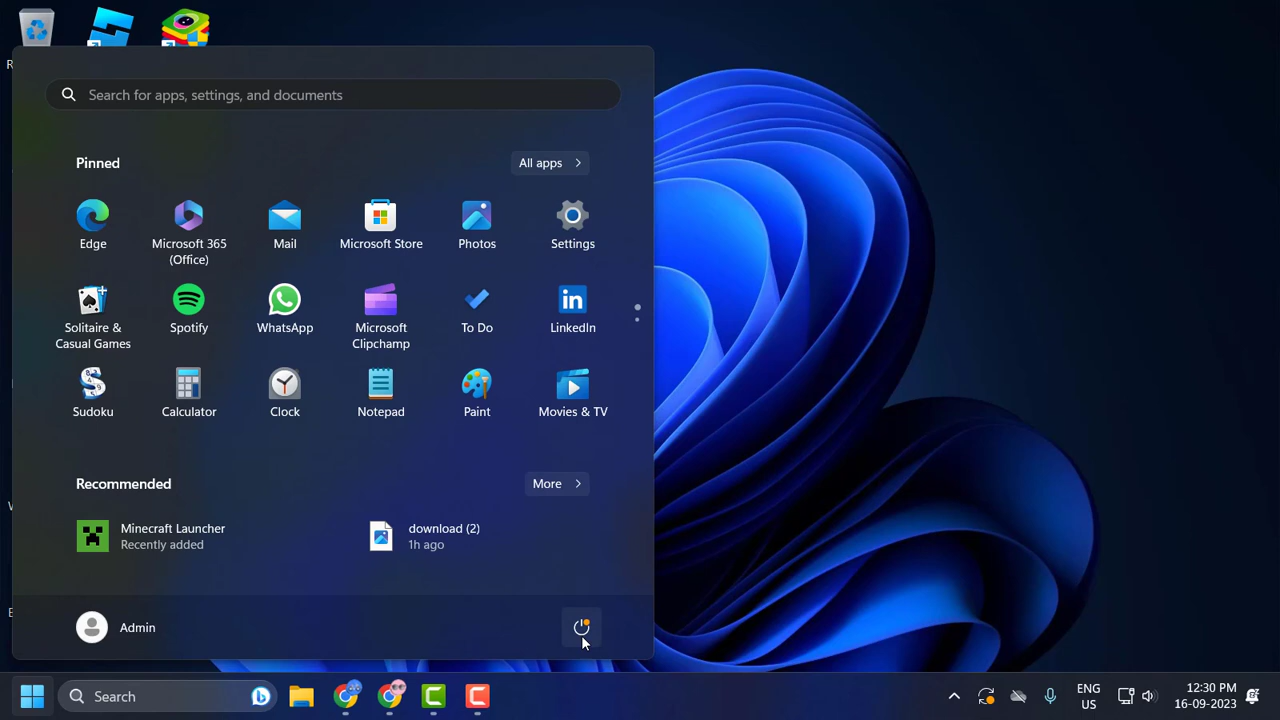 R
Search for apps, settings, and documents
Pinned
All apps
Edge
Microsoft 365
(Office)
Mail
Microsoft Store
Photos
Settings
Solitaire &
Casual Games
Spotify
WhatsApp
Microsoft
Clipchamp
To Do
LinkedIn
Sudoku
Calculator
Clock
Notepad
Paint
Movies & TV
Recommended
More
Minecraft Launcher
Recently added
download (2)
1h ago
Admin
Search
ENG
US
12:30 PM
16-09-2023